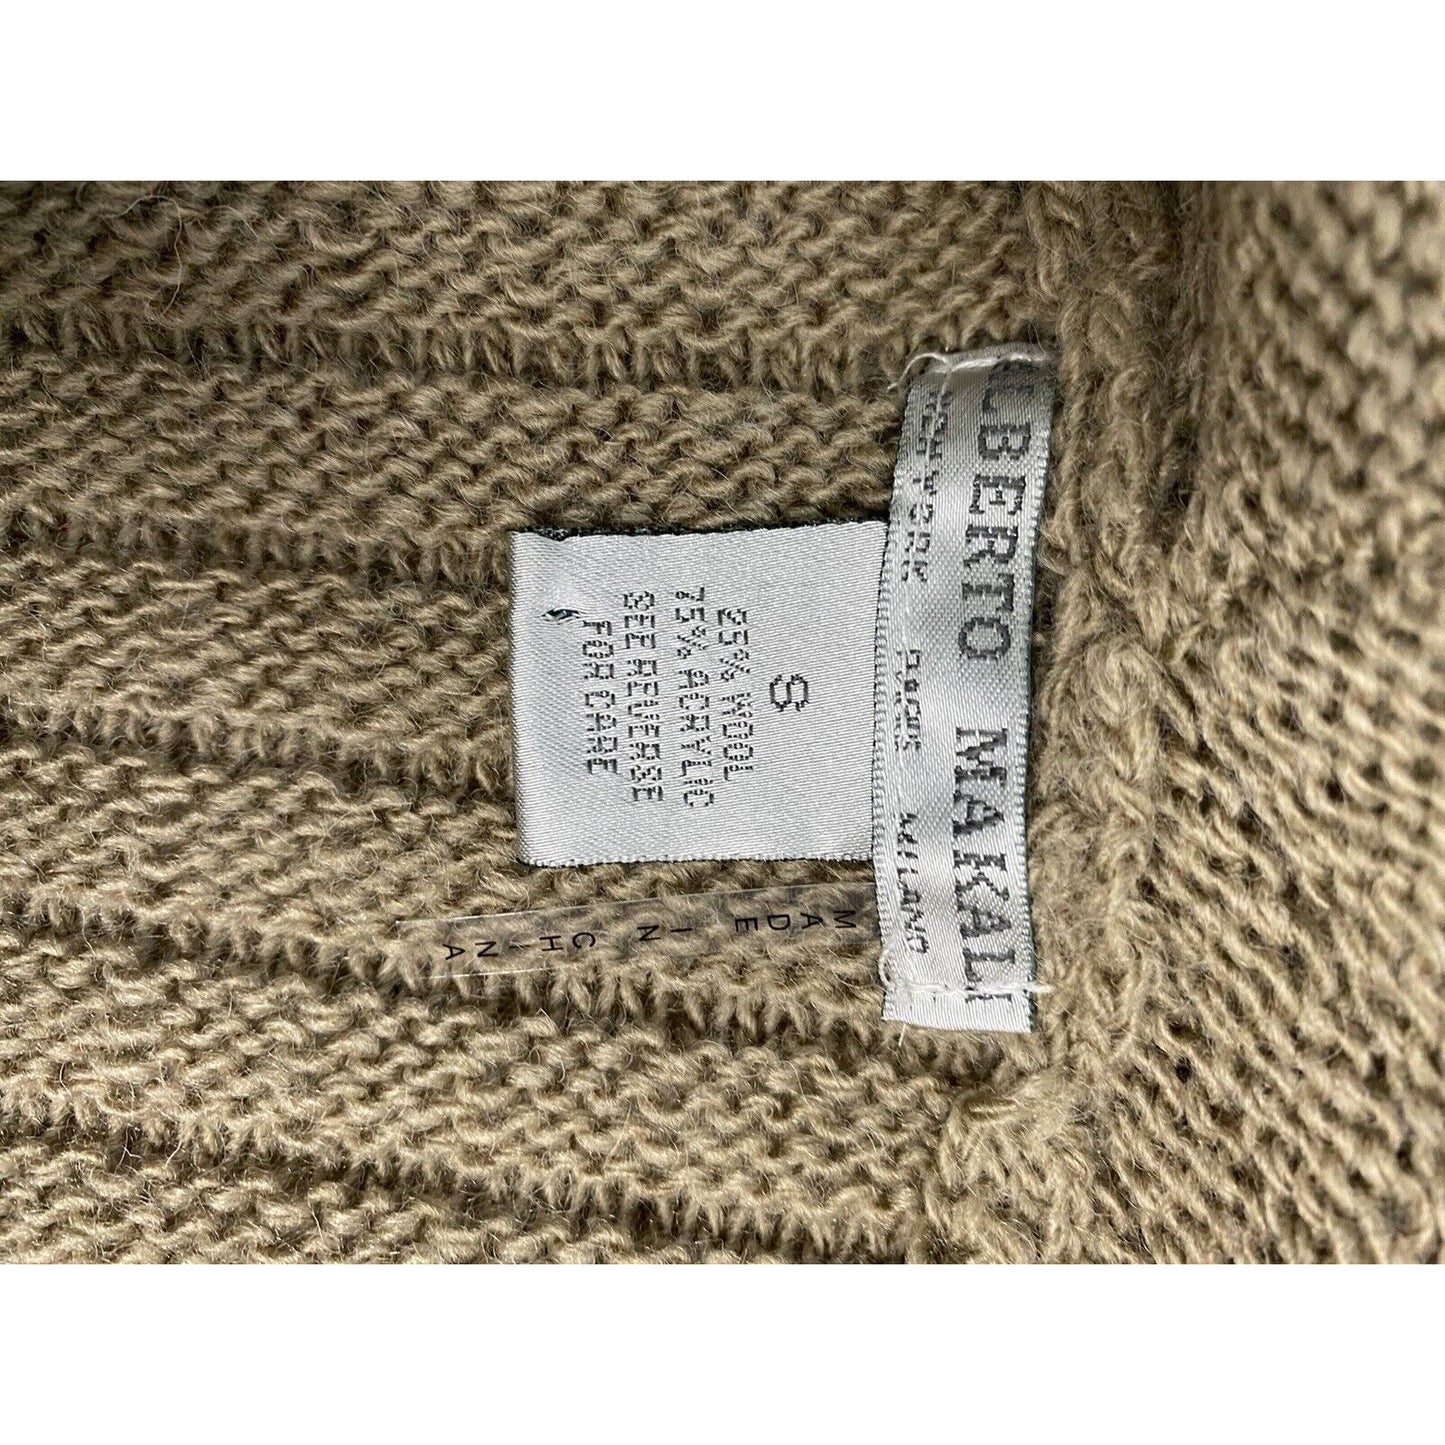 LBERTO MAKALI
NEW YORK PARIS MILANO
S
25% WOOL
75% ACRYLIC
SEE REVERSE
FOR CARE
MADE IN CHINA